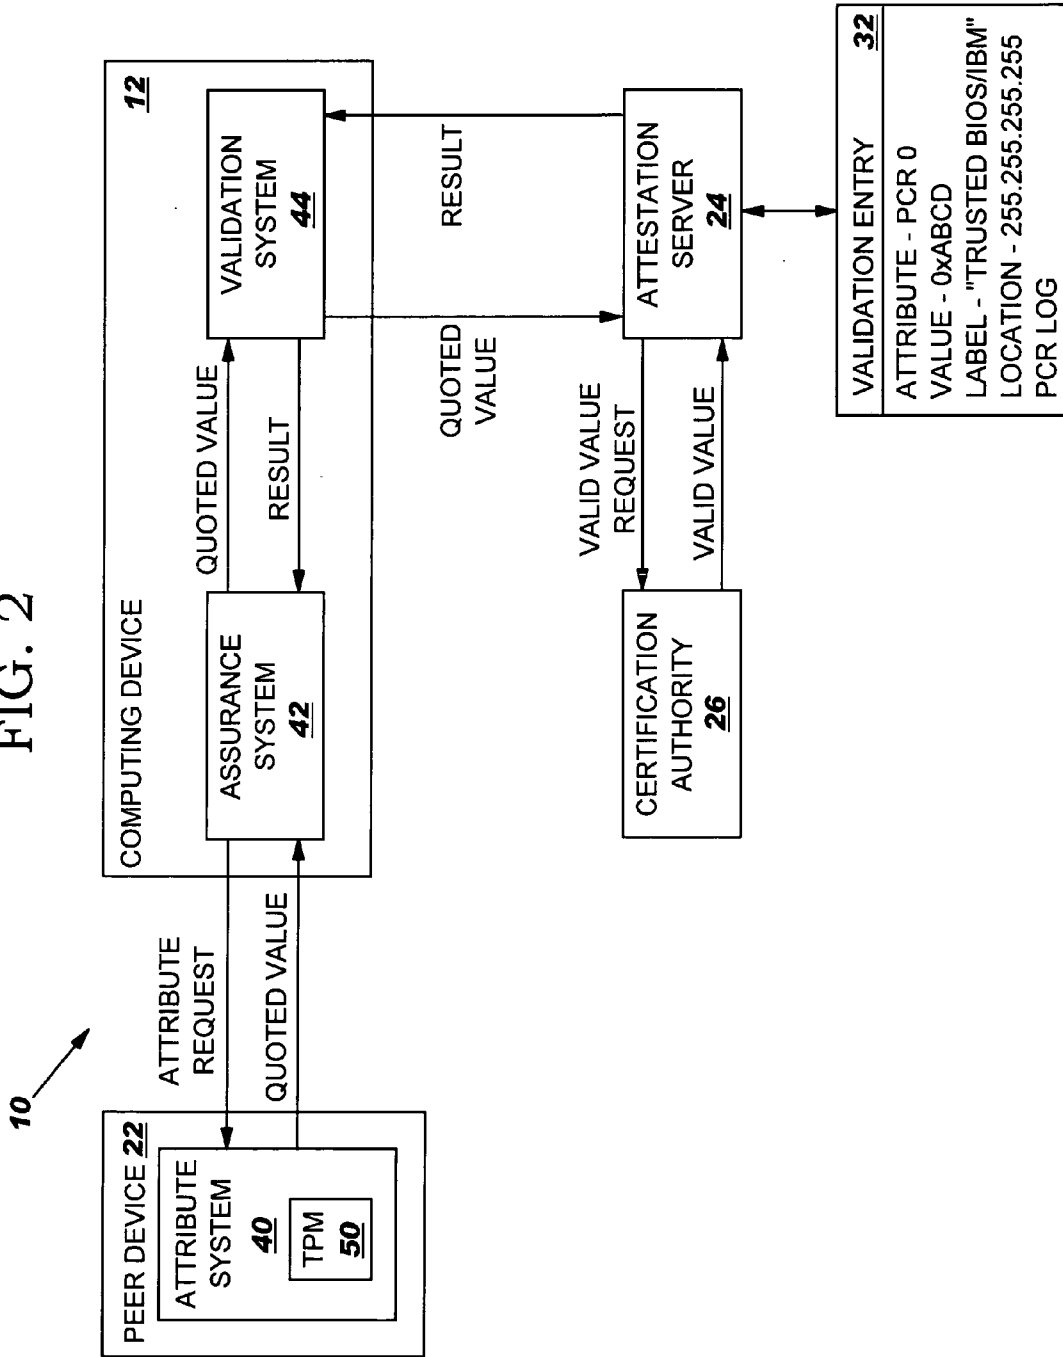 FIG. 2
10
PEER DEVICE 22
ATTRIBUTE
SYSTEM
40
TPM
50
ATTRIBUTE
REQUEST
QUOTED VALUE
COMPUTING DEVICE
12
ASSURANCE
SYSTEM
42
QUOTED VALUE
RESULT
VALIDATION
SYSTEM
44
QUOTED
VALUE
RESULT
CERTIFICATION
AUTHORITY
26
VALID VALUE
REQUEST
VALID VALUE
ATTESTATION
SERVER
24
VALIDATION ENTRY 32
ATTRIBUTE - PCR 0
VALUE - 0xABCD
LABEL - "TRUSTED BIOS/IBM"
LOCATION - 255.255.255.255
PCR LOG